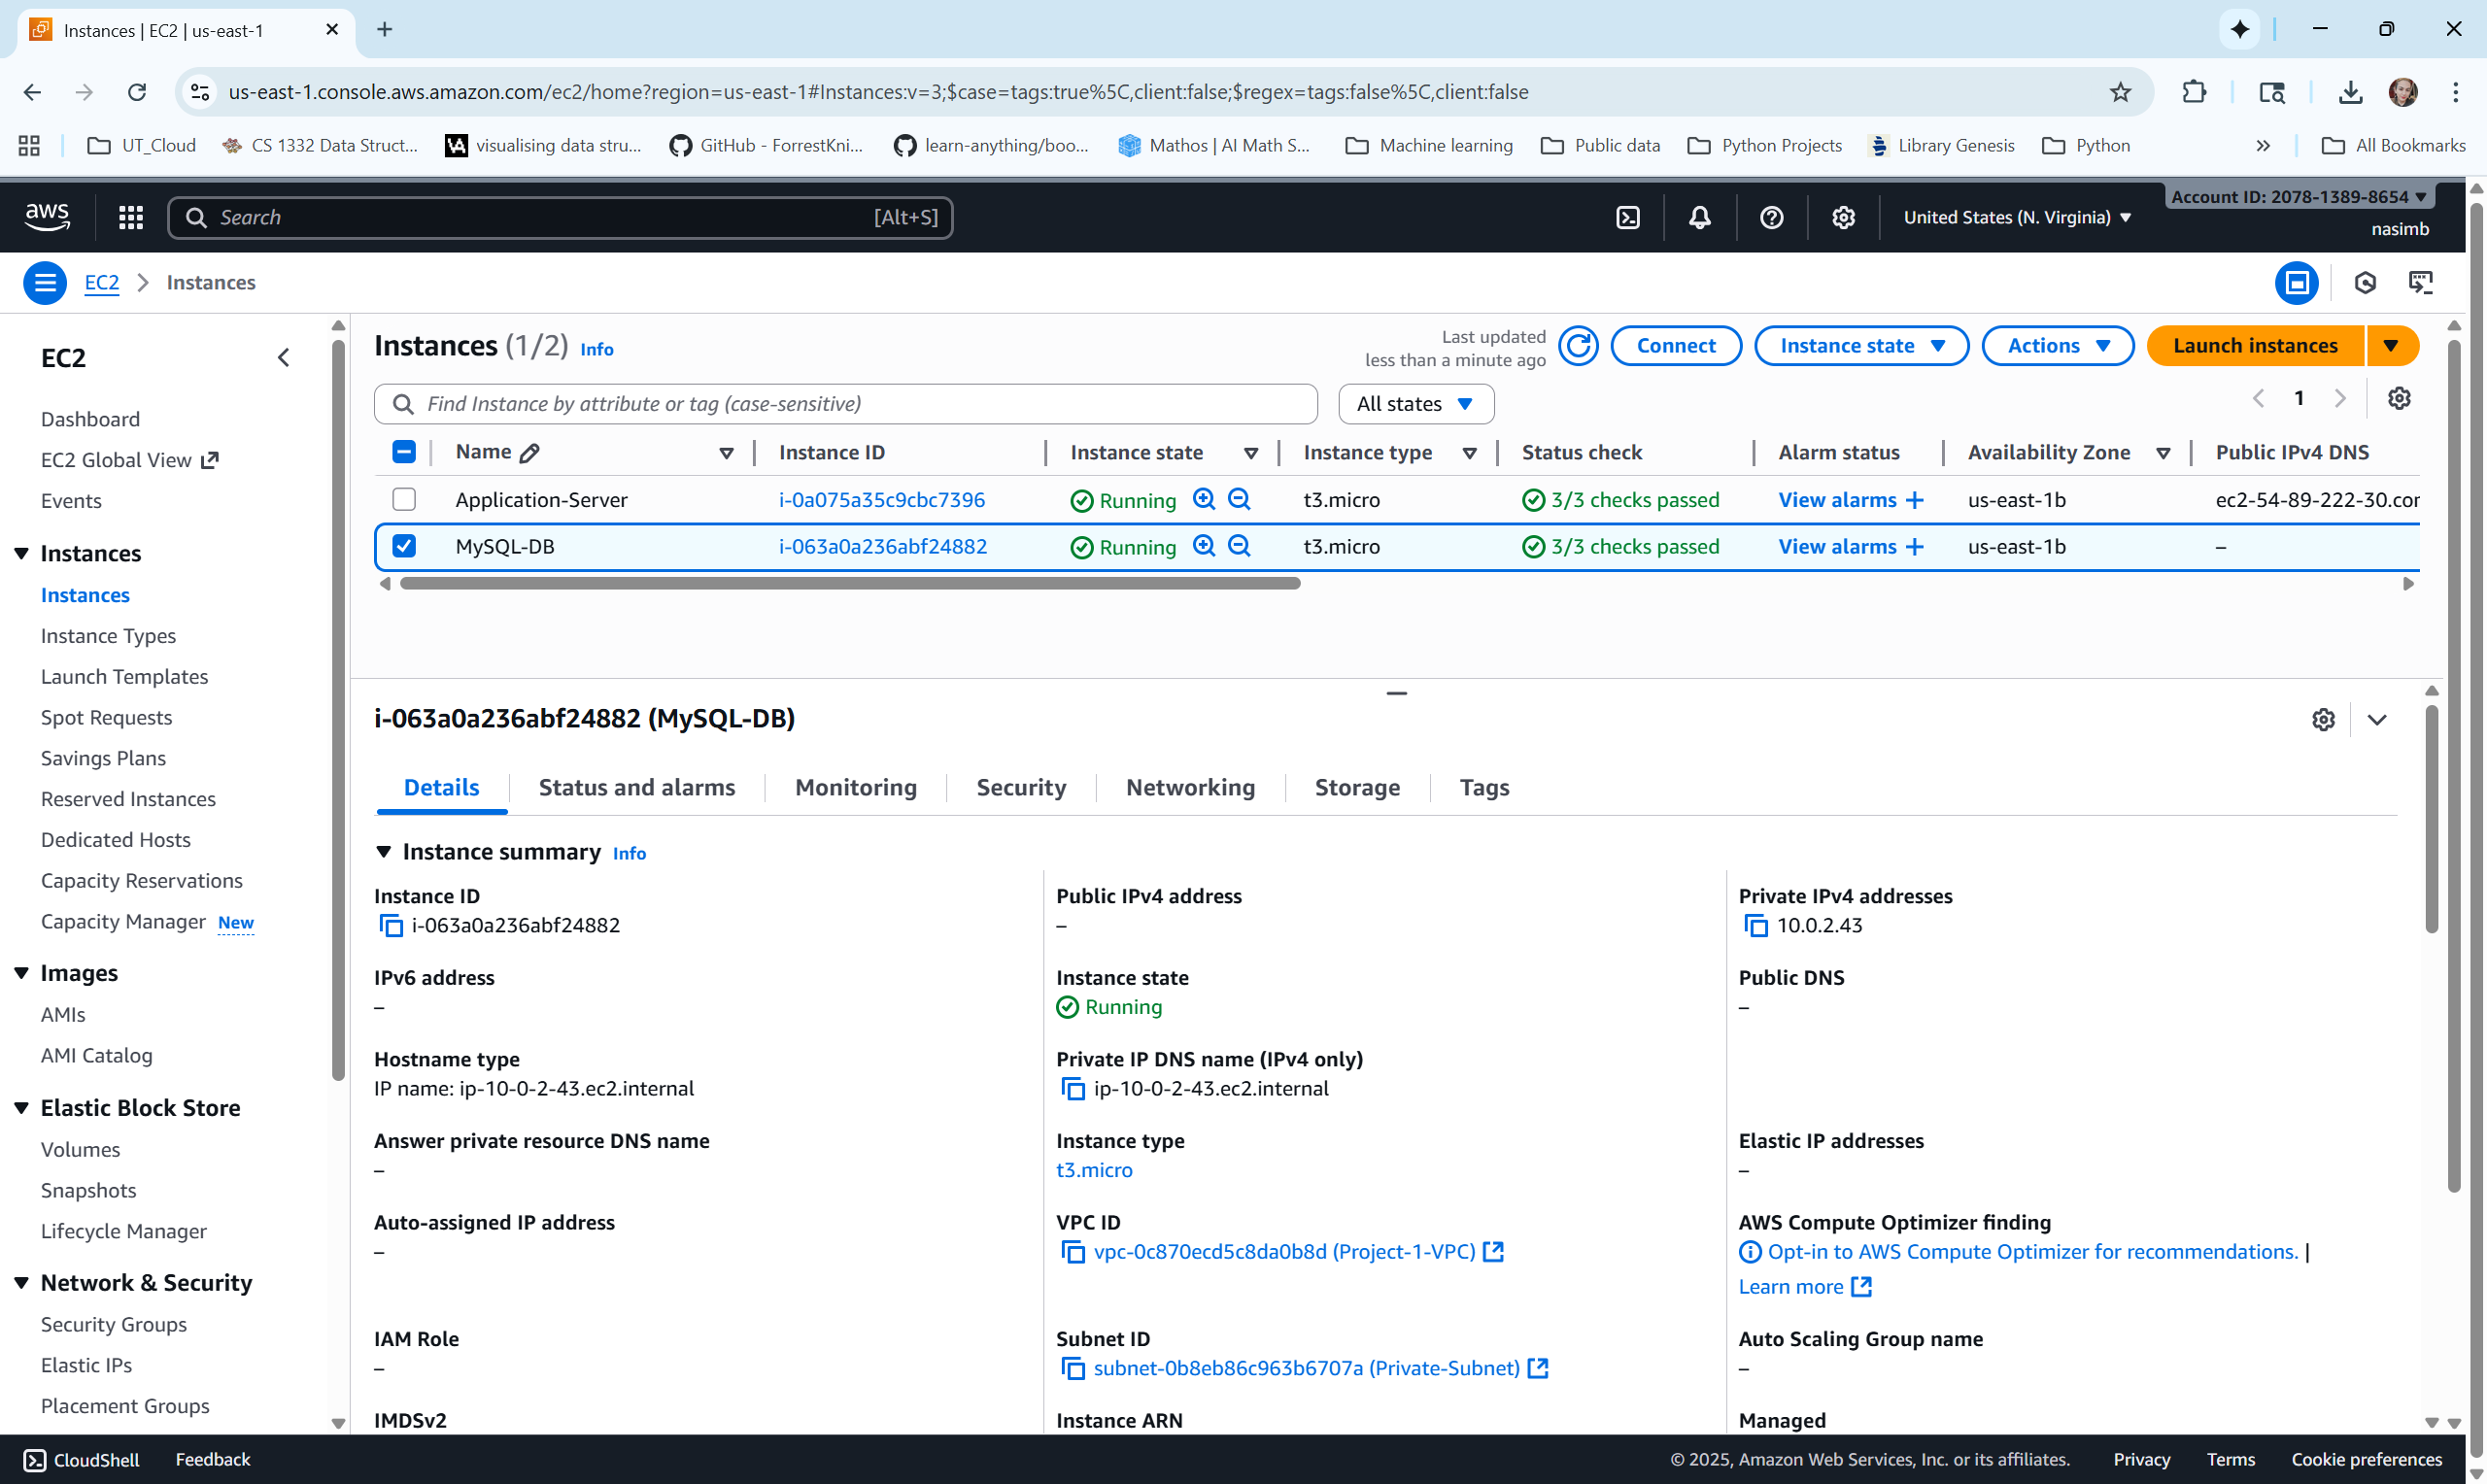 Instances | EC2 | us-east-1
us-east-1.console.aws.amazon.com/ec2/home?region=us-east-1#Instances:v=3;$case=tags:true%5C,client:false;$regex=tags:false%5C,client:false
UT_Cloud
CS 1332 Data Struct...
visualising data stru...
GitHub - ForrestKni...
learn-anything/boo...
Mathos | AI Math S...
Machine learning
Public data
Python Projects
Library Genesis
Python
All Bookmarks
aws
Search
[Alt+S]
United States (N. Virginia)
Account ID: 2078-1389-8654
nasimb
EC2
Instances
EC2
Dashboard
EC2 Global View
Events
Instances
Instances
Instance Types
Launch Templates
Spot Requests
Savings Plans
Reserved Instances
Dedicated Hosts
Capacity Reservations
Capacity Manager New
Images
AMIs
AMI Catalog
Elastic Block Store
Volumes
Snapshots
Lifecycle Manager
Network & Security
Security Groups
Elastic IPs
Placement Groups
Instances (1/2) Info
Last updated
less than a minute ago
Connect
Instance state
Actions
Launch instances
Find Instance by attribute or tag (case-sensitive)
All states
1
Name Instance ID Instance state Instance type Status check Alarm status Availability Zone Public IPv4 DNS
Application-Server i-0a075a35c9cbc7396 Running t3.micro 3/3 checks passed View alarms + us-east-1b ec2-54-89-222-30.cor
MySQL-DB i-063a0a236abf24882 Running t3.micro 3/3 checks passed View alarms + us-east-1b –
i-063a0a236abf24882 (MySQL-DB)
Details
Status and alarms
Monitoring
Security
Networking
Storage
Tags
Instance summary Info
Instance ID
i-063a0a236abf24882
Public IPv4 address
–
Private IPv4 addresses
10.0.2.43
IPv6 address
–
Instance state
Running
Public DNS
–
Hostname type
IP name: ip-10-0-2-43.ec2.internal
Private IP DNS name (IPv4 only)
ip-10-0-2-43.ec2.internal
Answer private resource DNS name
–
Instance type
t3.micro
Elastic IP addresses
–
Auto-assigned IP address
–
VPC ID
vpc-0c870ecd5c8da0b8d (Project-1-VPC)
AWS Compute Optimizer finding
Opt-in to AWS Compute Optimizer for recommendations. |
Learn more
IAM Role
–
Subnet ID
subnet-0b8eb86c963b6707a (Private-Subnet)
Auto Scaling Group name
–
IMDSv2
Instance ARN
Managed
CloudShell
Feedback
© 2025, Amazon Web Services, Inc. or its affiliates.
Privacy
Terms
Cookie preferences